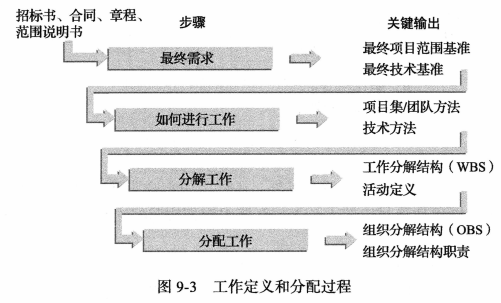 招标书、合同、章程、
范围说明书
步骤
关键输出
最终需求
最终项目范围基准
最终技术基准
如何进行工作
项目集/团队方法
技术方法
分解工作
工作分解结构（WBS）
活动定义
分配工作
组织分解结构（OBS）
组织分解结构职责
图 9-3 工作定义和分配过程